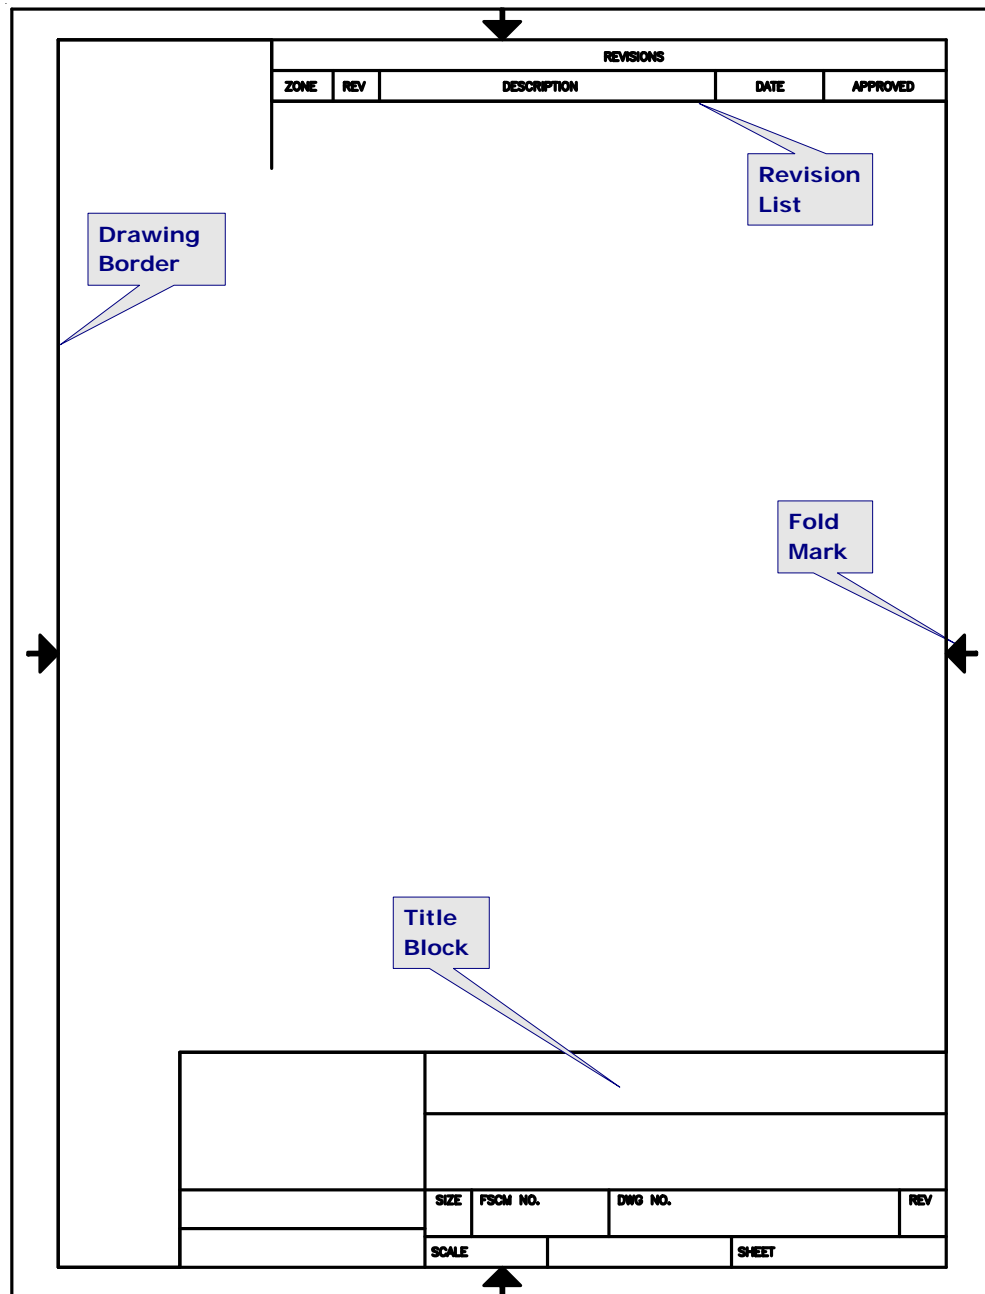 REVISIONS
ZONE REV DESCRIPTION DATE APPROVED
Revision
List
Drawing
Border
Fold
Mark
Title
Block
SIZE FSCM NO. DWG NO. REV
SCALE SHEET